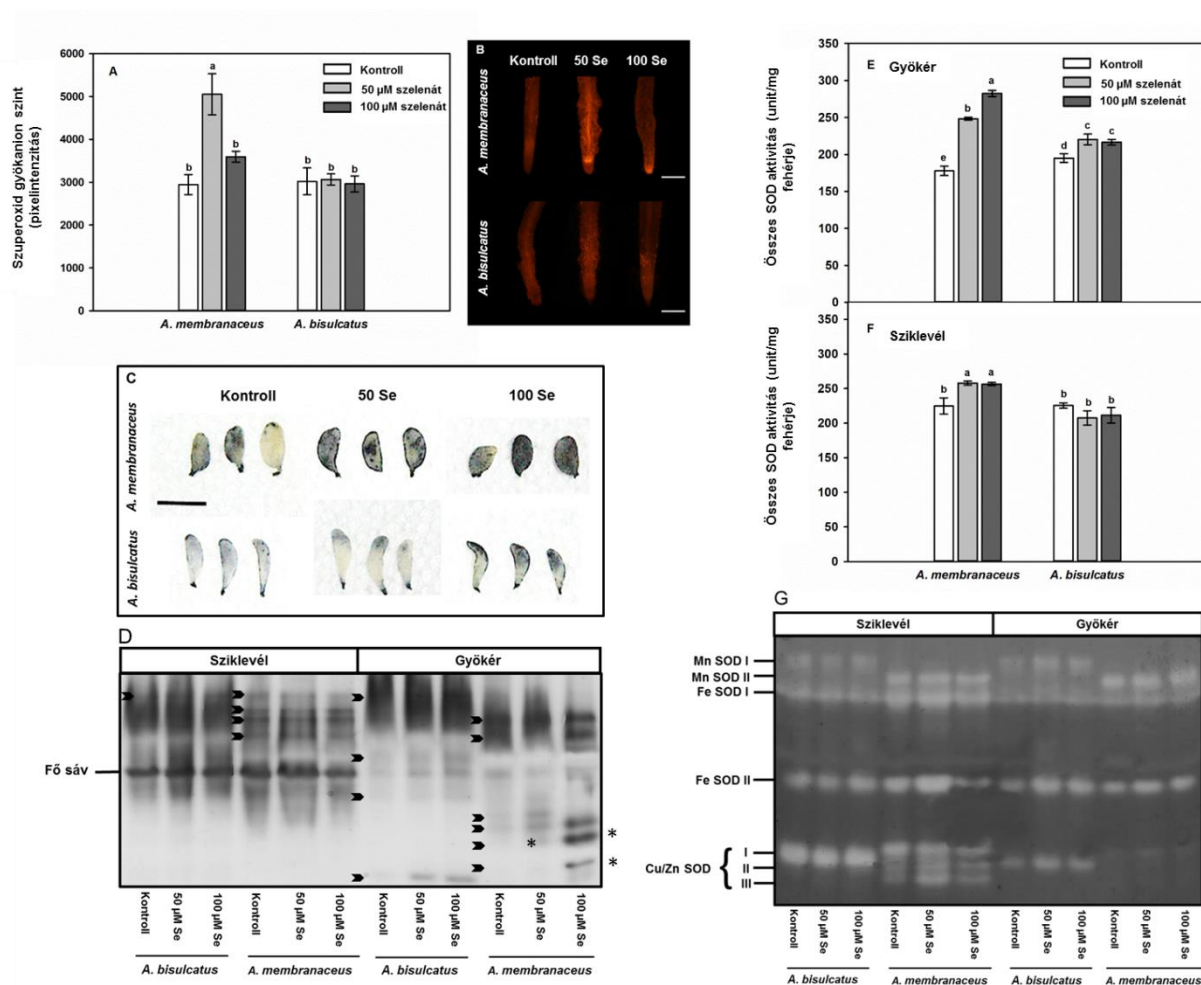 Szuperoxid gyökanion szint
(pixelintenzitás)
6000
5000
4000
3000
2000
1000
0
A
a
b
b
b
b
b
Kontroll
50 µM szelenát
100 µM szelenát
A. membranaceus
A. bisulcatus
B
Kontroll
50 Se
100 Se
A. membranaceus
A. bisulcatus
C
Kontroll
50 Se
100 Se
A. membranaceus
A. bisulcatus
D
Sziklevél
Gyökér
Fő sáv
*
*
*
Kontroll
50 µM Se
100 µM Se
Kontroll
50 µM Se
100 µM Se
Kontroll
50 µM Se
100 µM Se
Kontroll
50 µM Se
100 µM Se
A. bisulcatus
A. membranaceus
A. bisulcatus
A. membranaceus
Összes SOD aktivitás (unit/mg
fehérje)
350
300
250
200
150
100
50
0
E
Gyökér
Kontroll
50 µM szelenát
100 µM szelenát
e
b
a
d
c
c
Összes SOD aktivitás (unit/mg
fehérje)
350
300
250
200
150
100
50
0
F
Sziklevél
b
a
a
b
b
b
A. membranaceus
A. bisulcatus
G
Sziklevél
Gyökér
Mn SOD I
Mn SOD II
Fe SOD I
Fe SOD II
Cu/Zn SOD
{
I
II
III
Kontroll
50 µM Se
100 µM Se
Kontroll
50 µM Se
100 µM Se
Kontroll
50 µM Se
100 µM Se
Kontroll
50 µM Se
100 µM Se
A. bisulcatus
A. membranaceus
A. bisulcatus
A. membranaceus